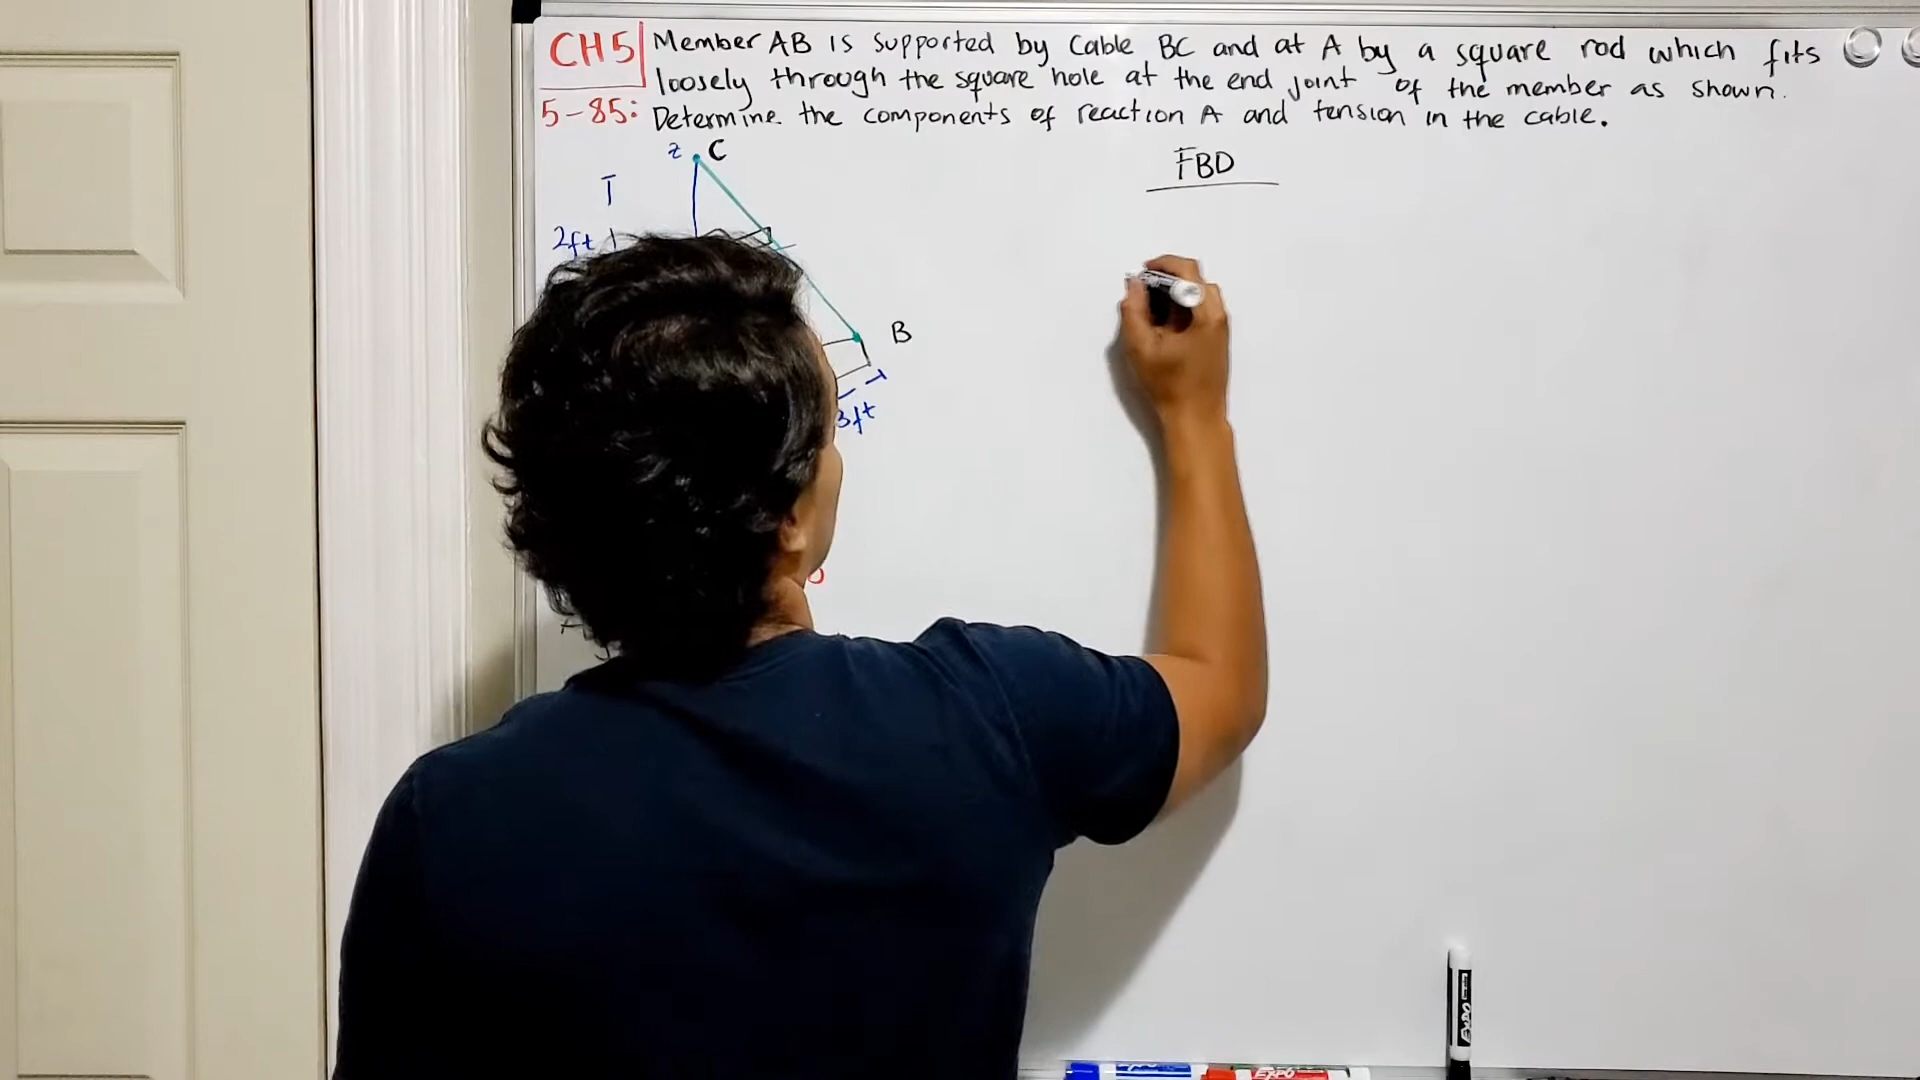 CH5 Member AB is supported by Cable BC and at A by a square rod which fits
loosely through the square hole at the end joint of the member as shown.
5-85: Determine. the components of reaction A and tension in the cable.
z C
FBD
2ft
B
3ft
EXPO
EXPO